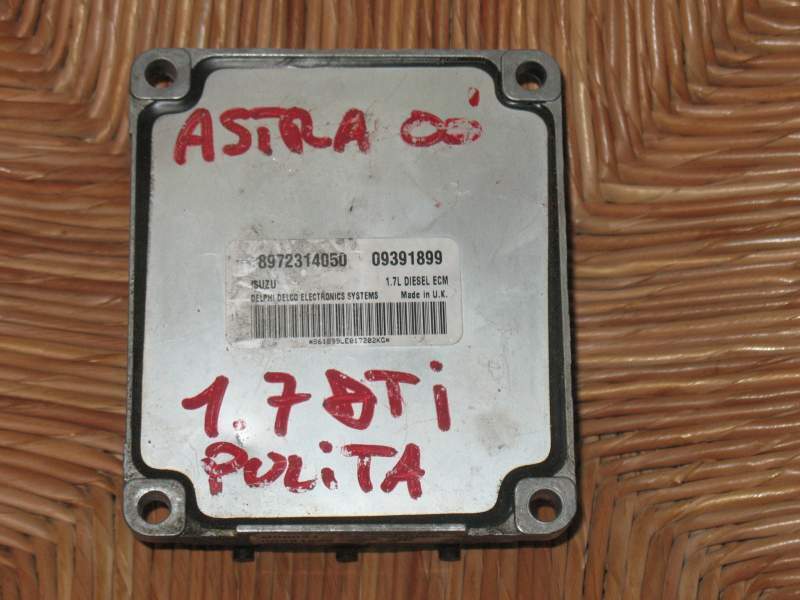 ASTRA 00'
8972314050 09391899
ISUZU 1.7L DIESEL ECM
DELPHI DELCO ELECTRONICS SYSTEMS Made in U.K.
*S61899LE017202KG*
1.7 DTi
PULiTA